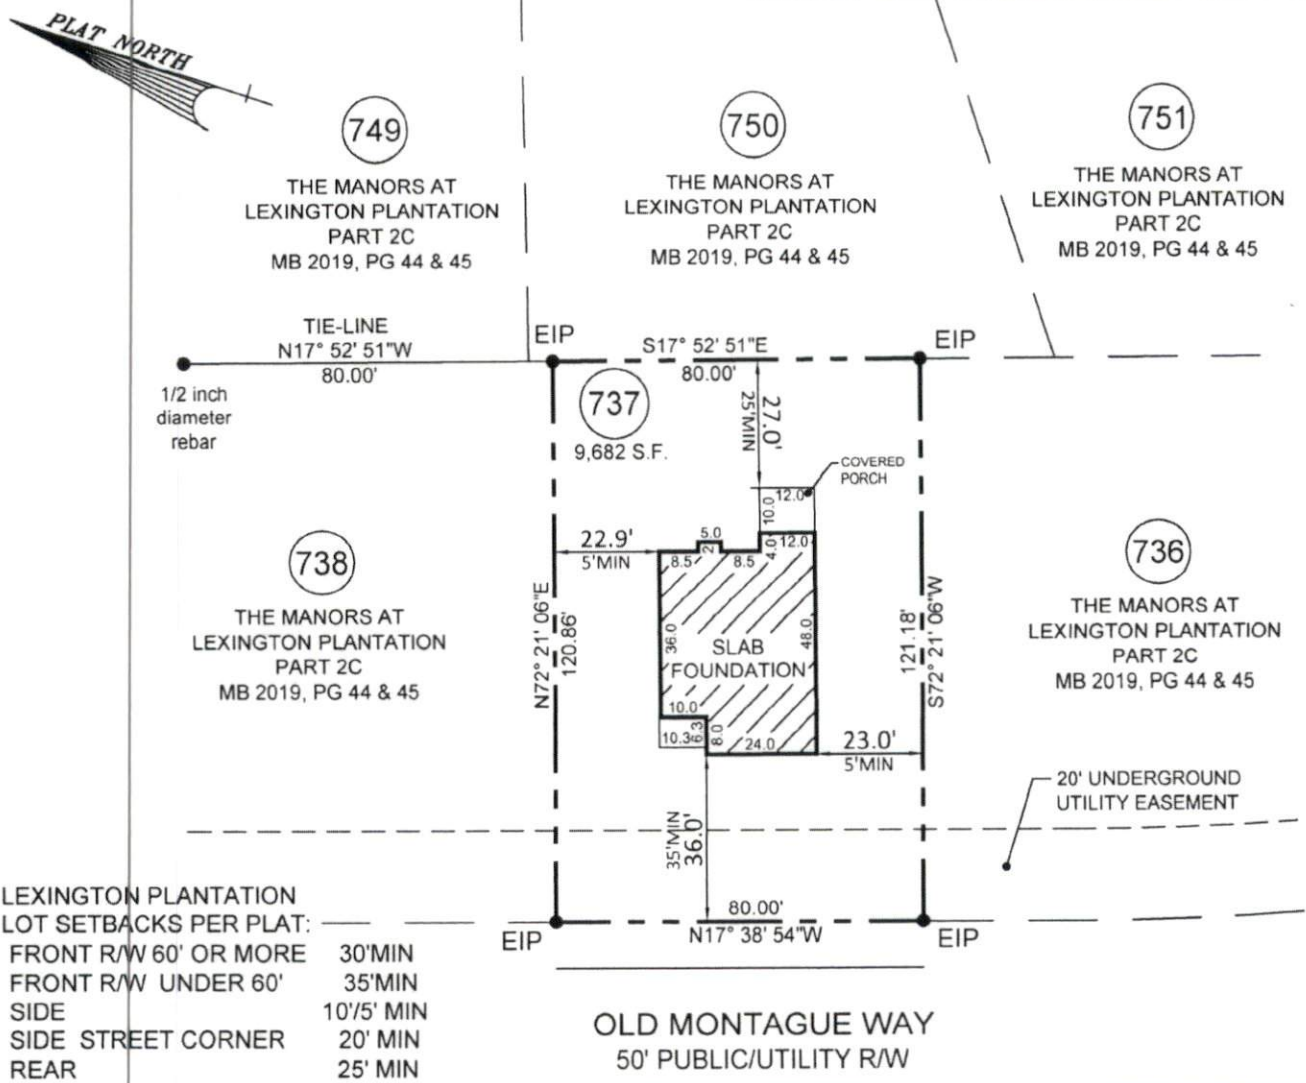 PLAT NORTH
749
THE MANORS AT
LEXINGTON PLANTATION
PART 2C
MB 2019, PG 44 & 45
750
THE MANORS AT
LEXINGTON PLANTATION
PART 2C
MB 2019, PG 44 & 45
751
THE MANORS AT
LEXINGTON PLANTATION
PART 2C
MB 2019, PG 44 & 45
TIE-LINE
N17° 52' 51"W
80.00'
1/2 inch
diameter
rebar
EIP
S17° 52' 51"E
80.00'
EIP
737
9,682 S.F.
27.0'
25'MIN
COVERED
PORCH
12.0
10.0
5.0
2
8.5
8.5
4.0
12.0
22.9'
5'MIN
738
THE MANORS AT
LEXINGTON PLANTATION
PART 2C
MB 2019, PG 44 & 45
N72° 21' 06"E
120.86'
36.0
SLAB
FOUNDATION
48.0
121.18'
S72° 21' 06"W
736
THE MANORS AT
LEXINGTON PLANTATION
PART 2C
MB 2019, PG 44 & 45
10.0
10.3
6.3
8.0
24.0
23.0'
5'MIN
35'MIN
36.0'
20' UNDERGROUND
UTILITY EASEMENT
80.00'
N17° 38' 54"W
EIP
EIP
LEXINGTON PLANTATION
LOT SETBACKS PER PLAT:
FRONT R/W 60' OR MORE 30'MIN
FRONT R/W UNDER 60' 35'MIN
SIDE 10'/5' MIN
SIDE STREET CORNER 20' MIN
REAR 25' MIN
OLD MONTAGUE WAY
50' PUBLIC/UTILITY R/W